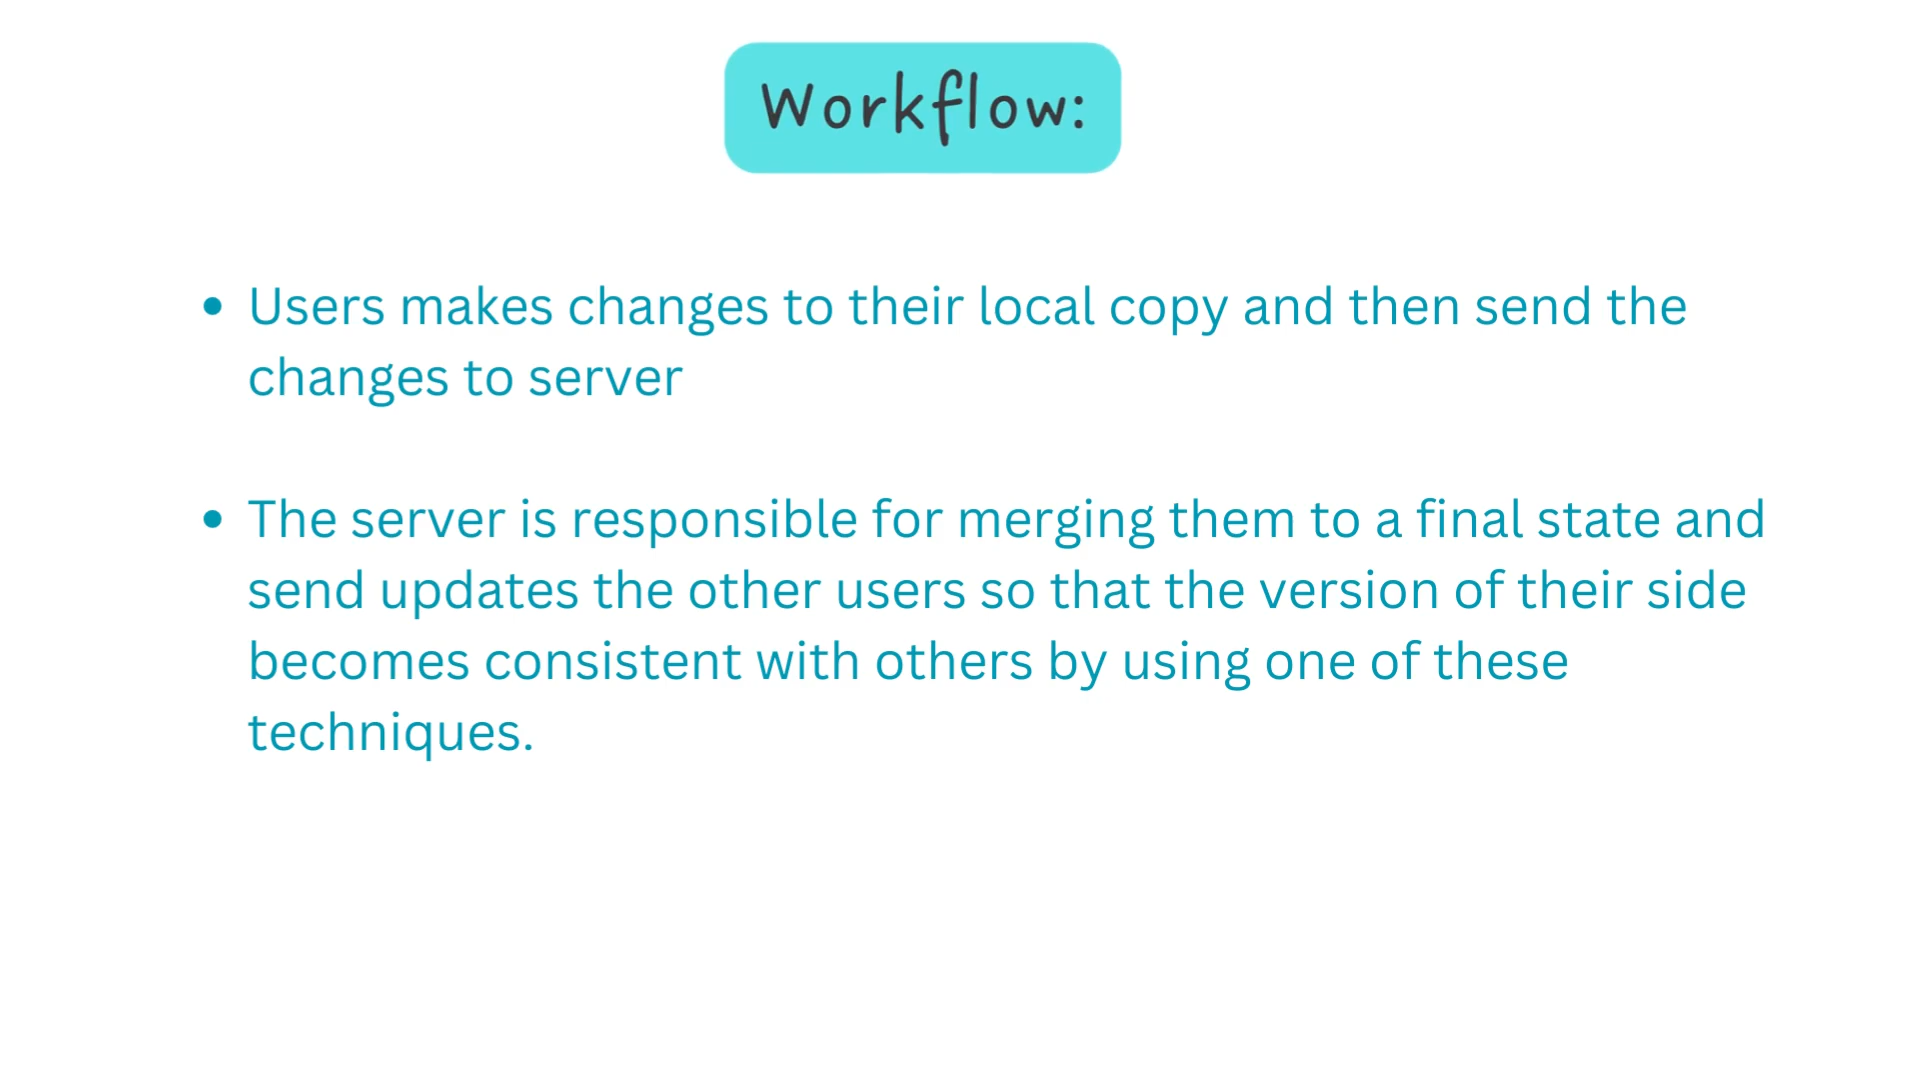 Workflow:
• Users makes changes to their local copy and then send the
changes to server
• The server is responsible for merging them to a final state and
send updates the other users so that the version of their side
becomes consistent with others by using one of these
techniques.